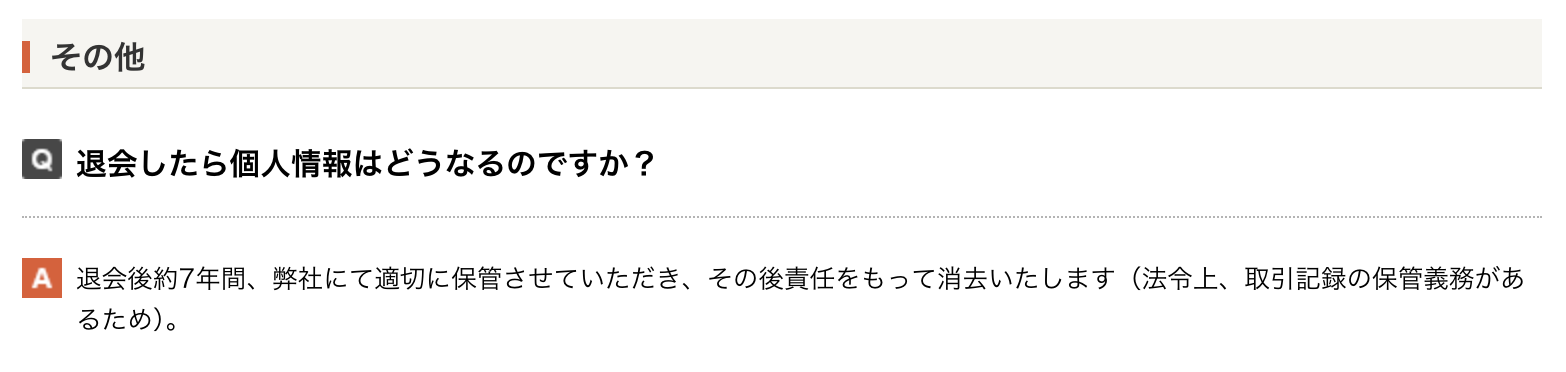 その他
Q 退会したら個人情報はどうなるのですか？
A 退会後約7年間、弊社にて適切に保管させていただき、その後責任をもって消去いたします（法令上、取引記録の保管義務があ
るため）。